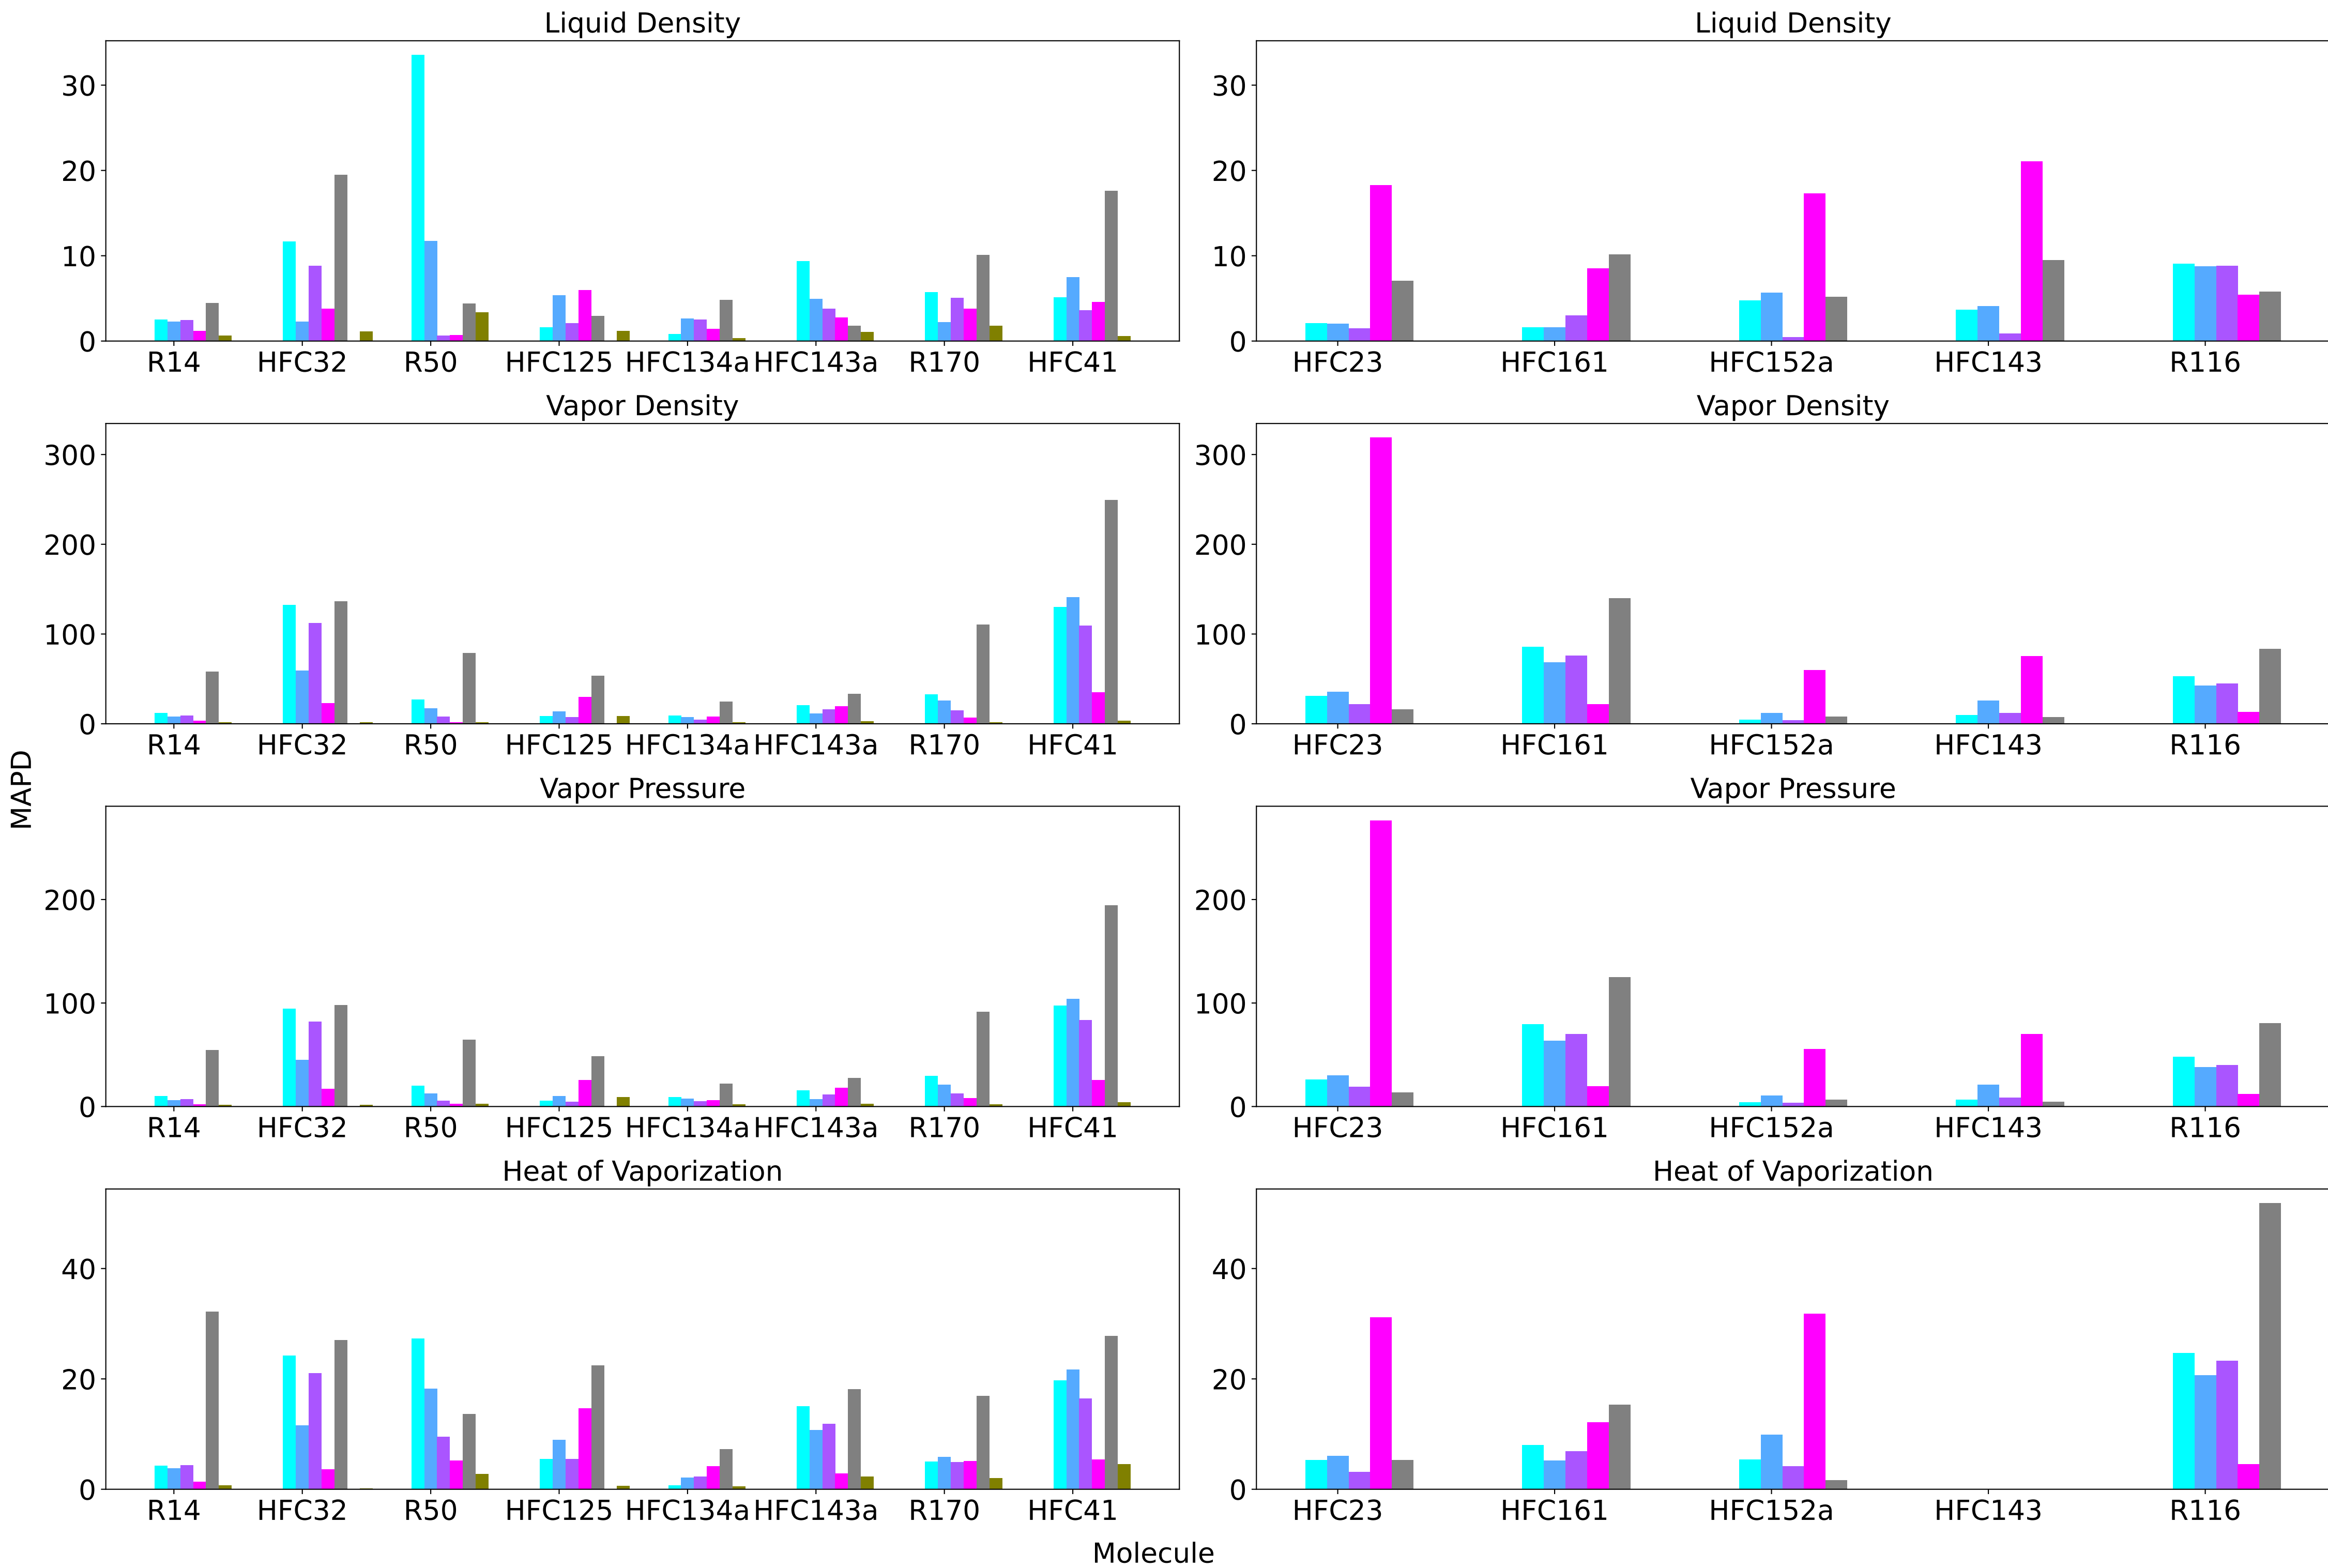 Liquid Density
30
20
10
0
R14 HFC32 R50 HFC125 HFC134a HFC143a R170 HFC41
Liquid Density
30
20
10
0
HFC23 HFC161 HFC152a HFC143 R116
Vapor Density
300
200
100
0
R14 HFC32 R50 HFC125 HFC134a HFC143a R170 HFC41
Vapor Density
300
200
100
0
HFC23 HFC161 HFC152a HFC143 R116
MAPD
Vapor Pressure
200
100
0
R14 HFC32 R50 HFC125 HFC134a HFC143a R170 HFC41
Vapor Pressure
200
100
0
HFC23 HFC161 HFC152a HFC143 R116
Heat of Vaporization
40
20
0
R14 HFC32 R50 HFC125 HFC134a HFC143a R170 HFC41
Heat of Vaporization
40
20
0
HFC23 HFC161 HFC152a HFC143 R116
Molecule